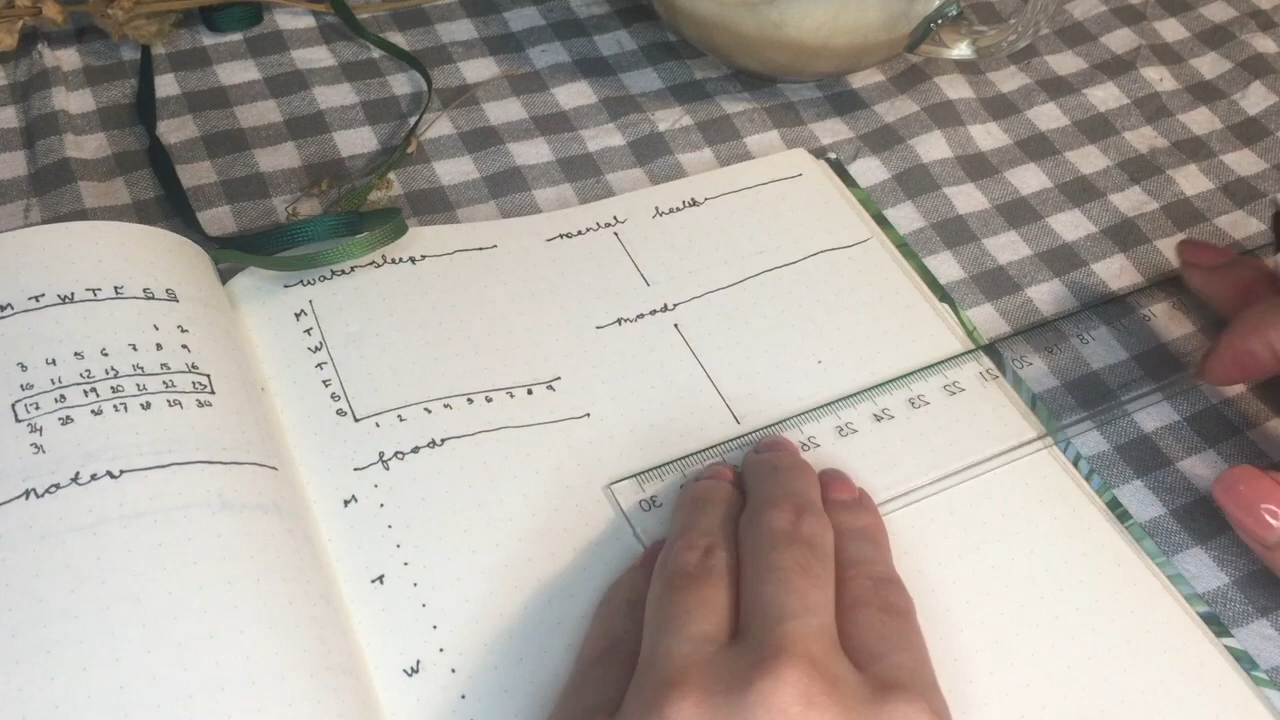 M T W T F S S
1 2
3 4 5 6 7 8 9
10 11 12 13 14 15 16
17 18 19 20 21 22 23
24 25 26 27 28 29 30
31
notes
water sleep
M
T
W
T
F
S
S
1 2 3 4 5 6 7 8 9
food
M
T
W
mental health
mood
30 26 25 24 23 22 21 20 19 18 17